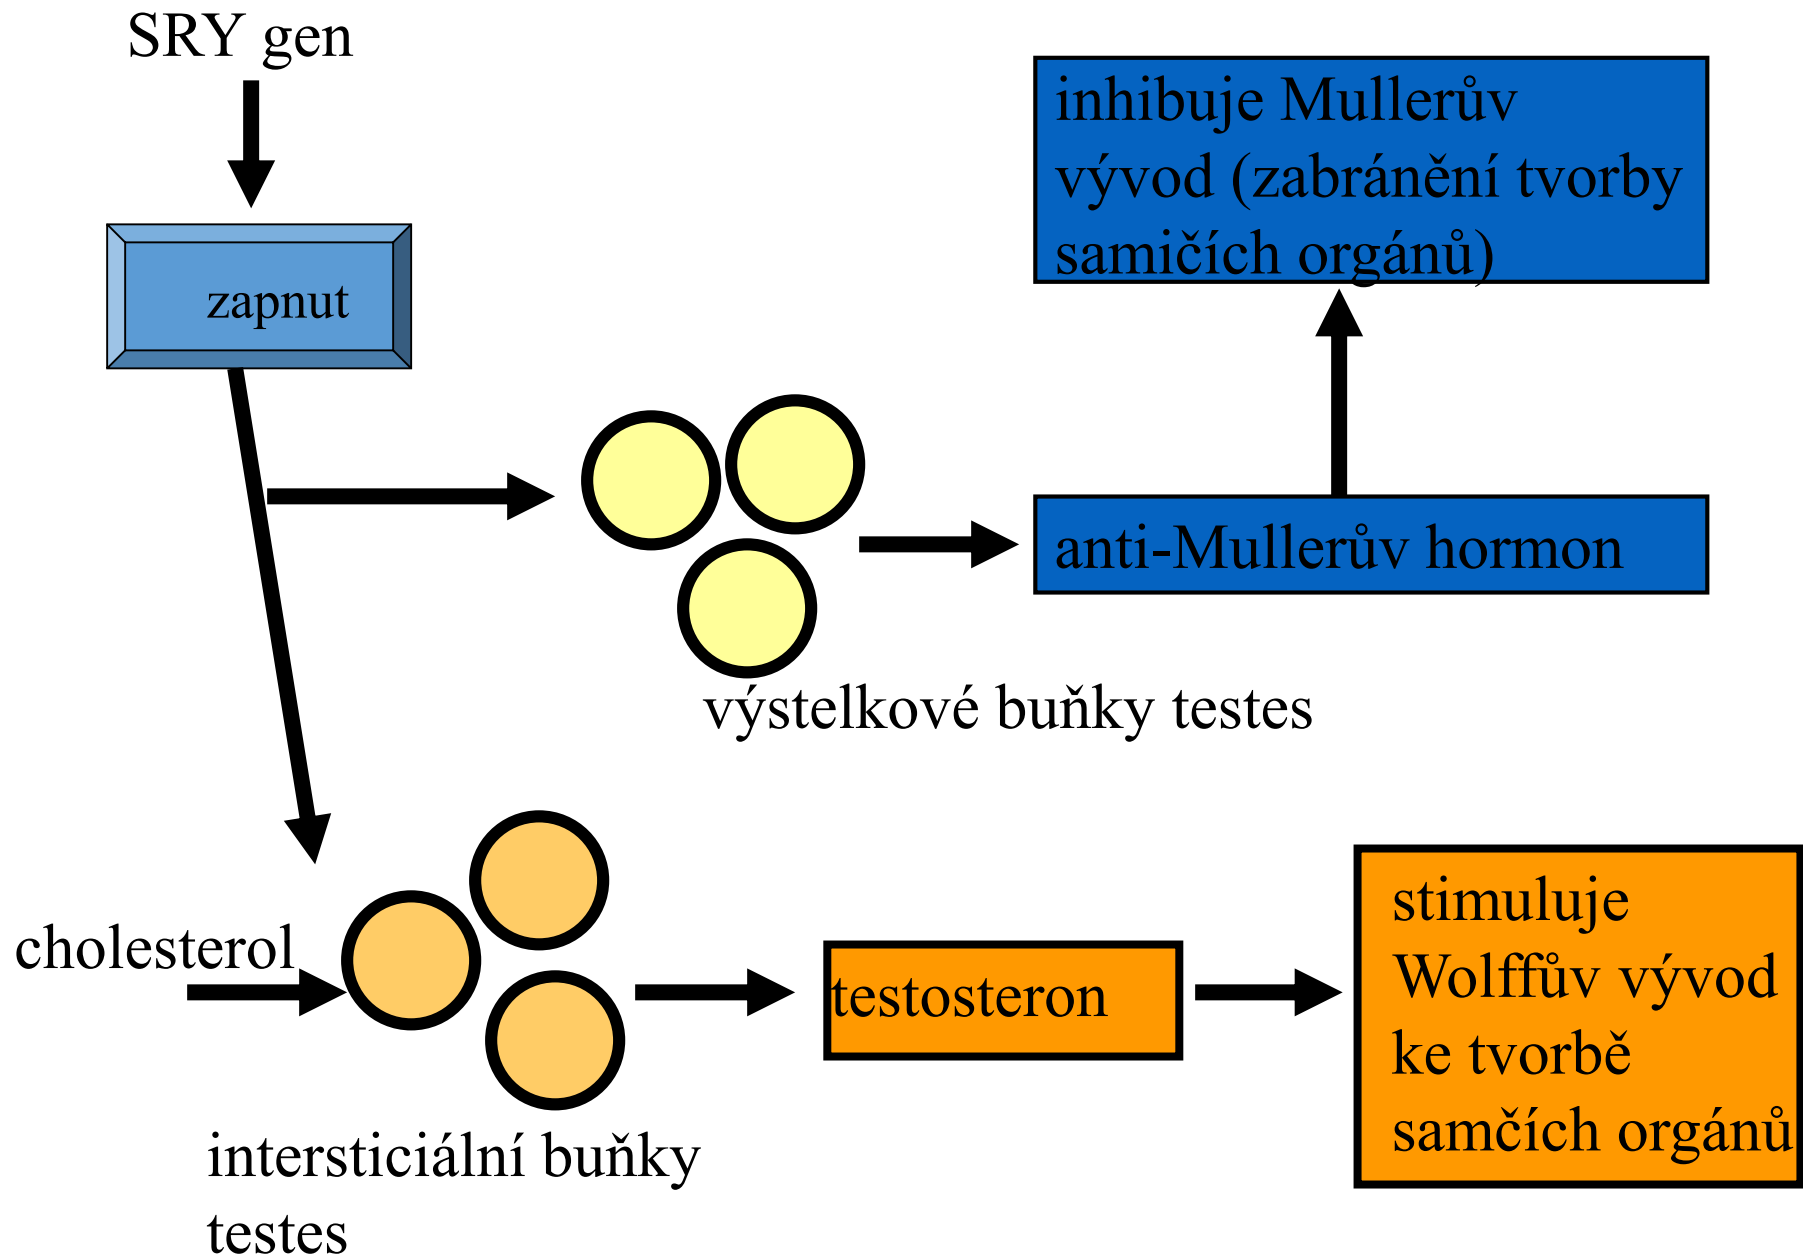 SRY gen
inhibuje Mullerův
vývod (zabránění tvorby
samičích orgánů)
zapnut
anti-Mullerův hormon
výstelkové buňky testes
cholesterol
testosteron
stimuluje
Wolffův vývod
ke tvorbě
samčích orgánů
intersticiální buňky
testes